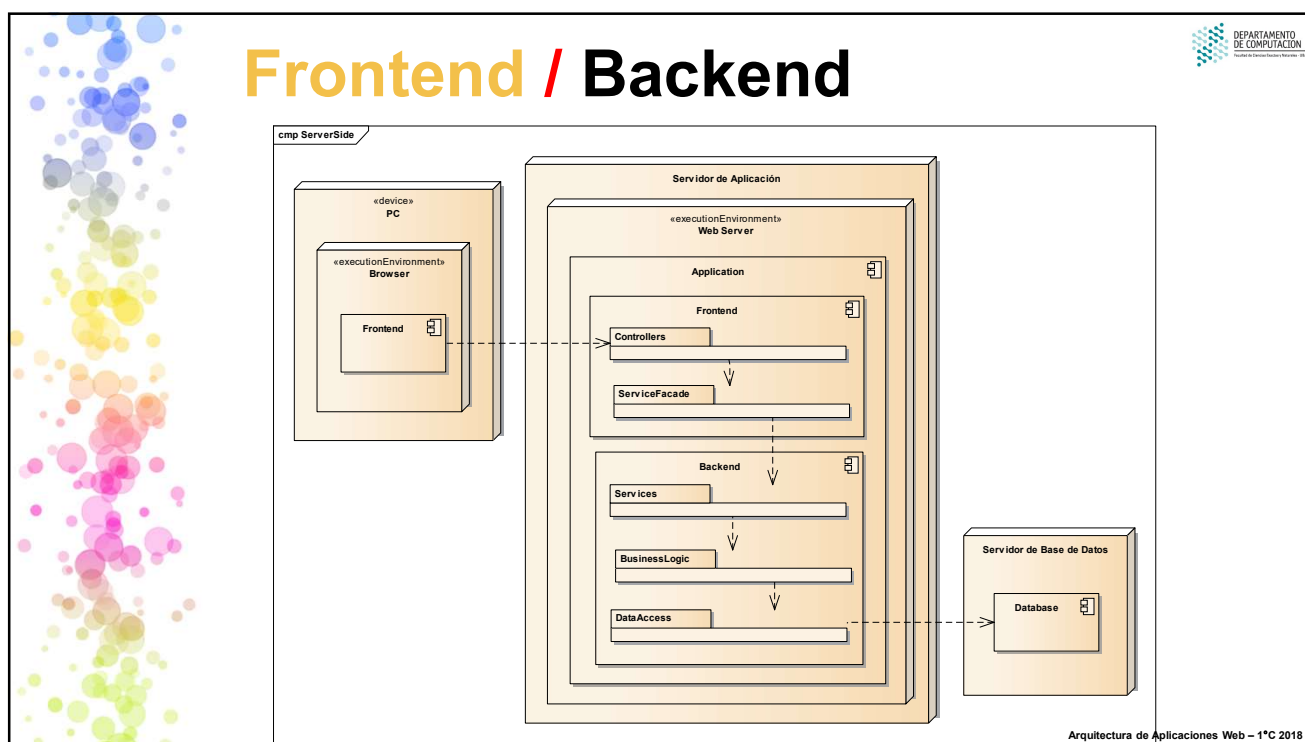 Frontend / Backend
DEPARTAMENTO
DE COMPUTACION
cmp ServerSide
«device»
PC
«executionEnvironment»
Browser
Frontend
Servidor de Aplicación
«executionEnvironment»
Web Server
Application
Frontend
Controllers
ServiceFacade
Backend
Services
BusinessLogic
DataAccess
Servidor de Base de Datos
Database
Arquitectura de Aplicaciones Web – 1°C 2018